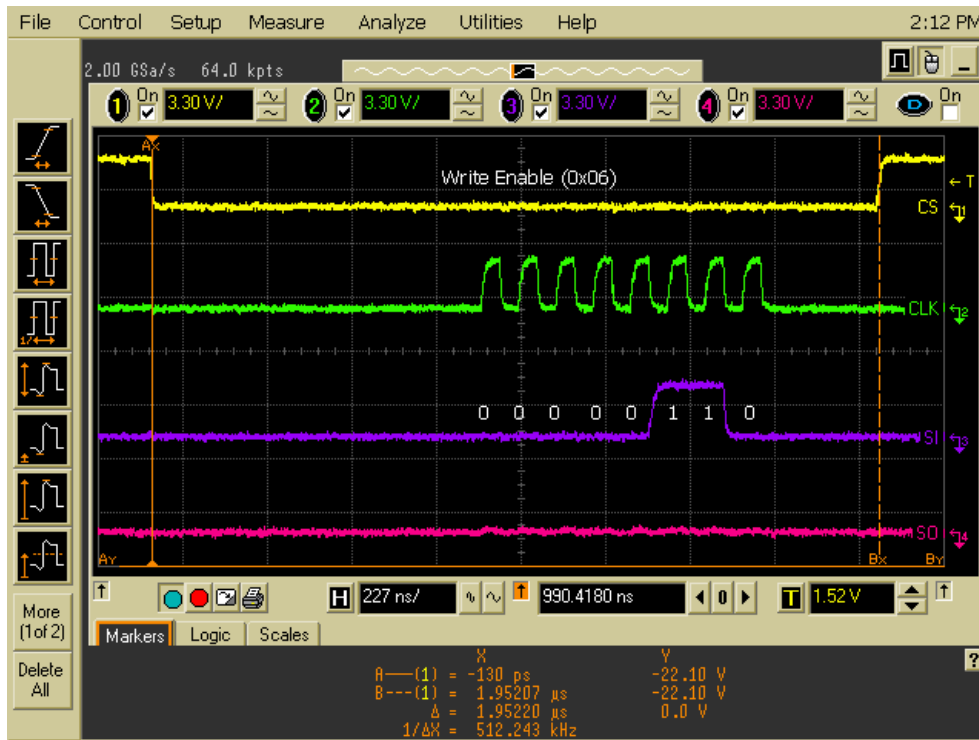 File Control Setup Measure Analyze Utilities Help 2:12 PM
2.00 GSa/s 64.0 kpts
1 On 3.30 V/ 2 On 3.30 V/ 3 On 3.30 V/ 4 On 3.30 V/ D On
Ax
Write Enable (0x06)
T
CS 1
CLK 2
0 0 0 0 0 1 1 0
SI 3
SO 4
Ay Bx By
H 227 ns/ 990.4180 ns 0 T 1.52 V
More
(1of 2)
Markers Logic Scales
Delete
All
?
X Y
A---(1) = -130 ps -22.10 V
B---(1) = 1.95207 µs -22.10 V
Δ = 1.95220 µs 0.0 V
1/ΔX = 512.243 kHz